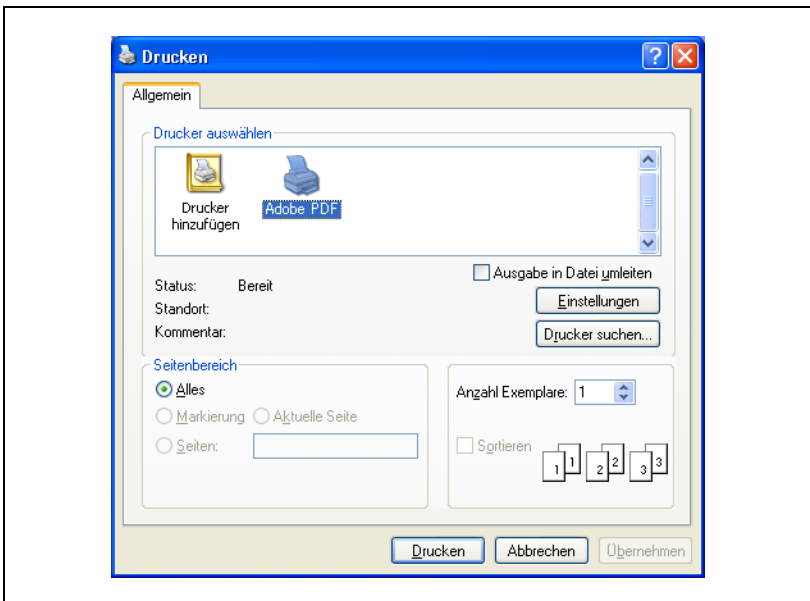 Drucken
Allgemein
Drucker auswählen
Drucker hinzufügen
Adobe PDF
Status: Bereit
Standort:
Kommentar:
Ausgabe in Datei umleiten
Einstellungen
Drucker suchen...
Seitenbereich
Alles
Markierung Aktuelle Seite
Seiten:
Anzahl Exemplare: 1
Sortieren
1 1 2 2 3 3
Drucken Abbrechen Übernehmen